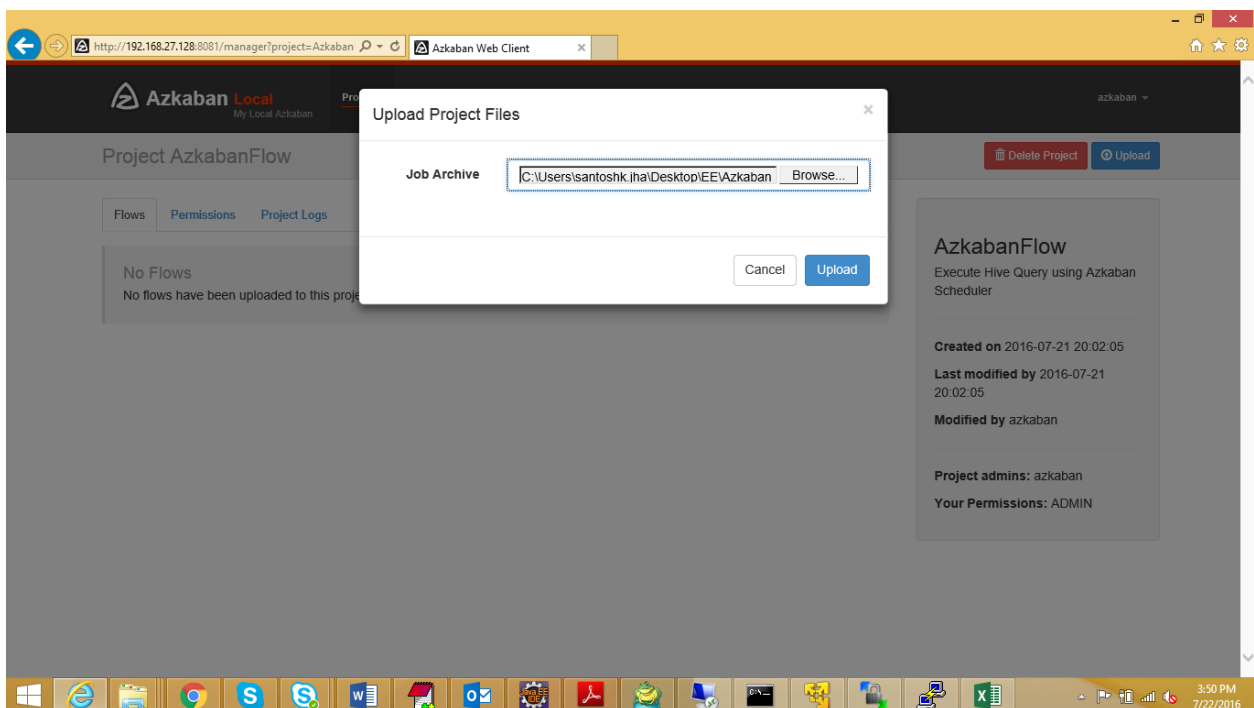 http://192.168.27.128:8081/manager?project=Azkaban
Azkaban Web Client
Azkaban Local
My Local Azkaban
Pro
azkaban
Upload Project Files
Project AzkabanFlow
Delete Project
Upload
Job Archive
C:\Users\santoshk.jha\Desktop\EE\Azkaban
Browse...
Flows
Permissions
Project Logs
No Flows
No flows have been uploaded to this proje
Cancel
Upload
AzkabanFlow
Execute Hive Query using Azkaban
Scheduler
Created on 2016-07-21 20:02:05
Last modified by 2016-07-21
20:02:05
Modified by azkaban
Project admins: azkaban
Your Permissions: ADMIN
3:50 PM
7/22/2016